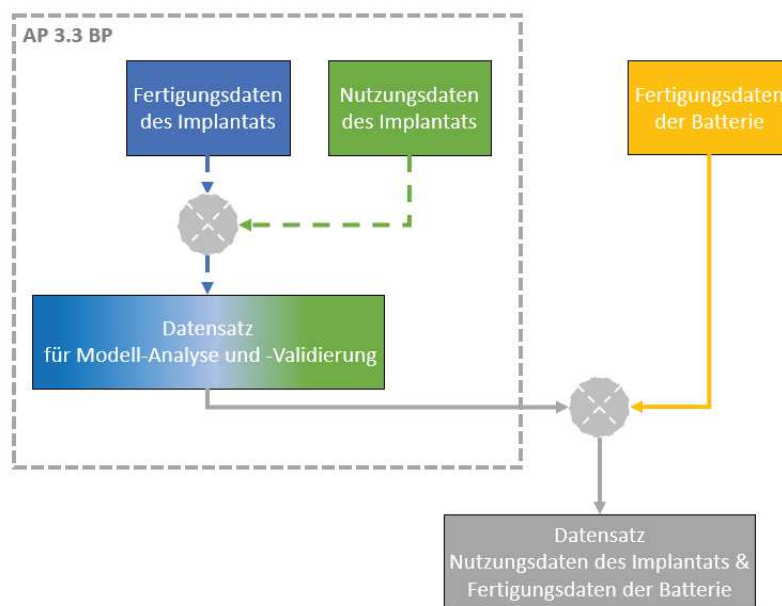 AP 3.3 BP
Fertigungsdaten
des Implantats
Nutzungsdaten
des Implantats
Fertigungsdaten
der Batterie
Datensatz
für Modell-Analyse und -Validierung
Datensatz
Nutzungsdaten des Implantats &
Fertigungsdaten der Batterie